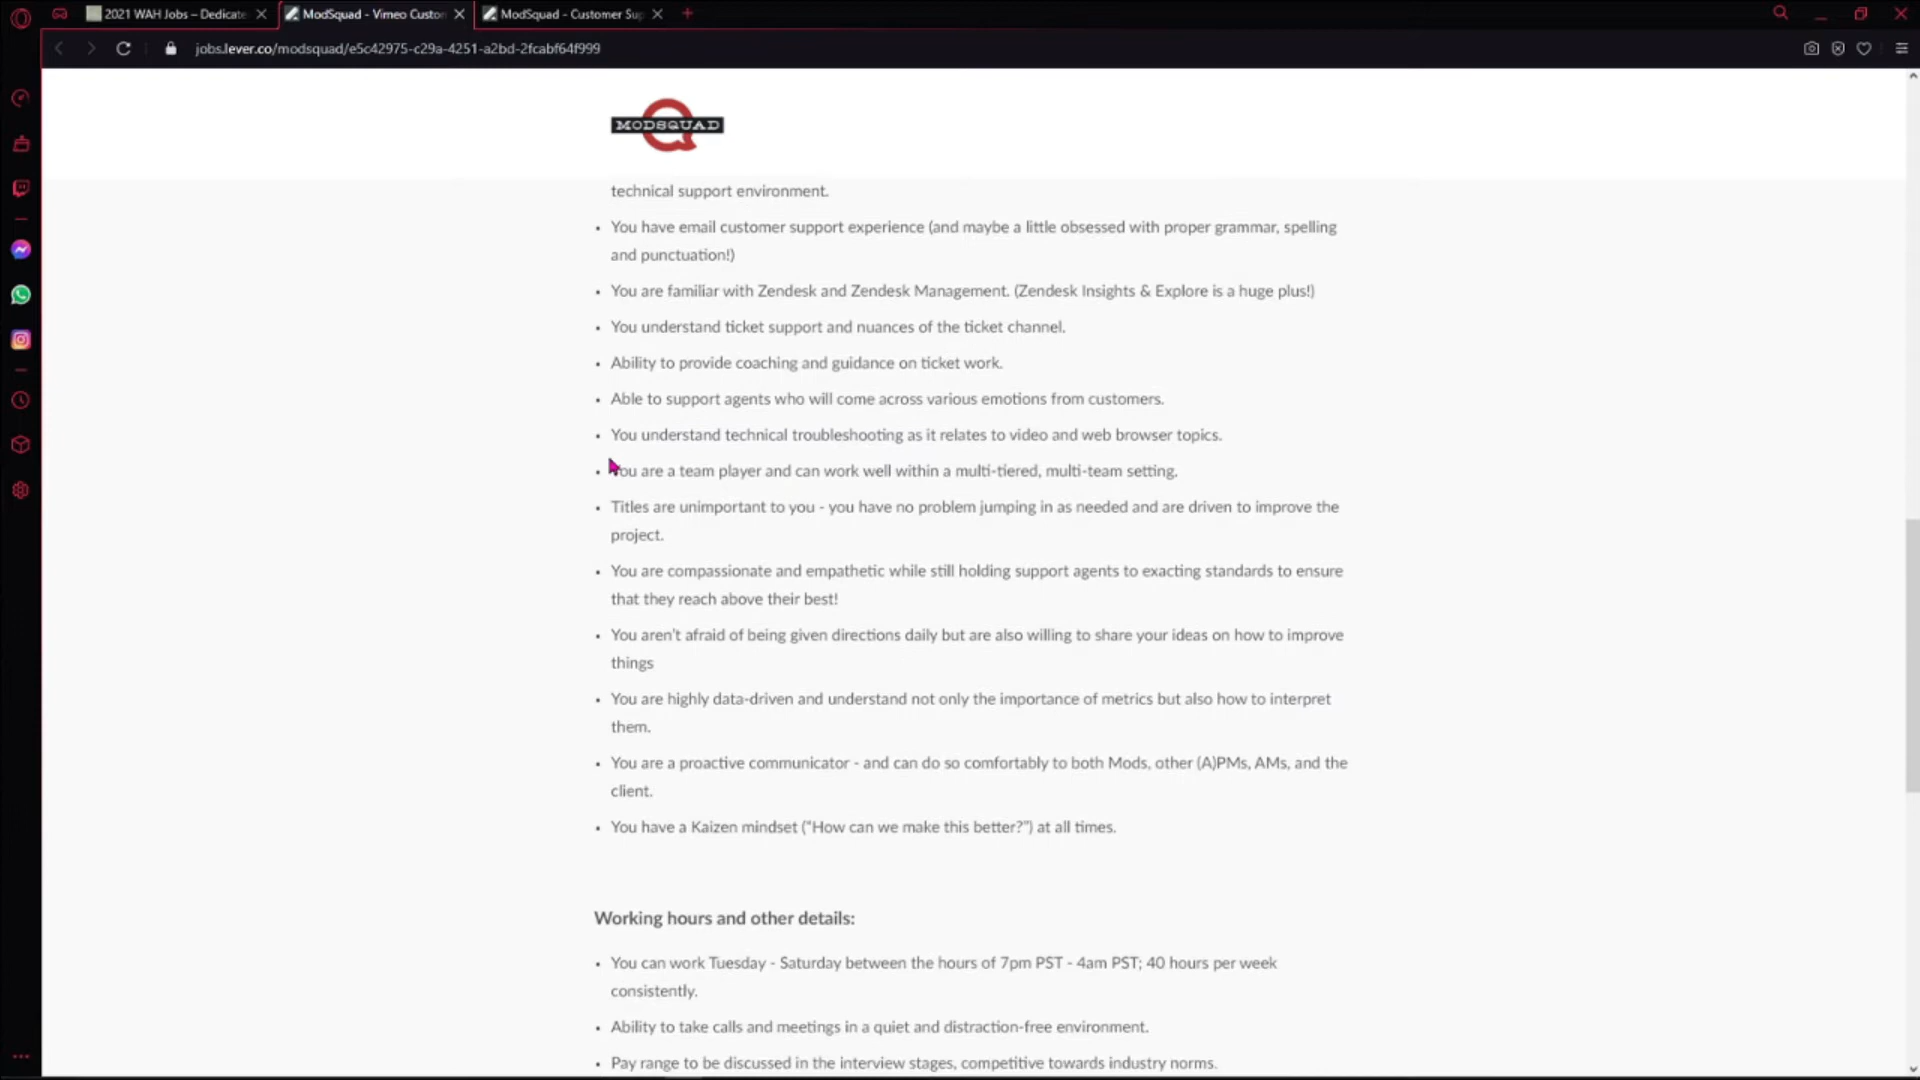 2021 WAH Jobs – Dedicate
ModSquad - Vimeo Custo
ModSquad - Customer Sup
jobs.lever.co/modsquad/e5c42975-c29a-4251-a2bd-2fcabf64f999
MODSQUAD
technical support environment.
• You have email customer support experience (and maybe a little obsessed with proper grammar, spelling
and punctuation!)
• You are familiar with Zendesk and Zendesk Management. (Zendesk Insights & Explore is a huge plus!)
• You understand ticket support and nuances of the ticket channel.
• Ability to provide coaching and guidance on ticket work.
• Able to support agents who will come across various emotions from customers.
• You understand technical troubleshooting as it relates to video and web browser topics.
• You are a team player and can work well within a multi-tiered, multi-team setting.
• Titles are unimportant to you - you have no problem jumping in as needed and are driven to improve the
project.
• You are compassionate and empathetic while still holding support agents to exacting standards to ensure
that they reach above their best!
• You aren't afraid of being given directions daily but are also willing to share your ideas on how to improve
things
• You are highly data-driven and understand not only the importance of metrics but also how to interpret
them.
• You are a proactive communicator - and can do so comfortably to both Mods, other (A)PMs, AMs, and the
client.
• You have a Kaizen mindset (“How can we make this better?”) at all times.
Working hours and other details:
• You can work Tuesday - Saturday between the hours of 7pm PST - 4am PST; 40 hours per week
consistently.
• Ability to take calls and meetings in a quiet and distraction-free environment.
• Pay range to be discussed in the interview stages, competitive towards industry norms.